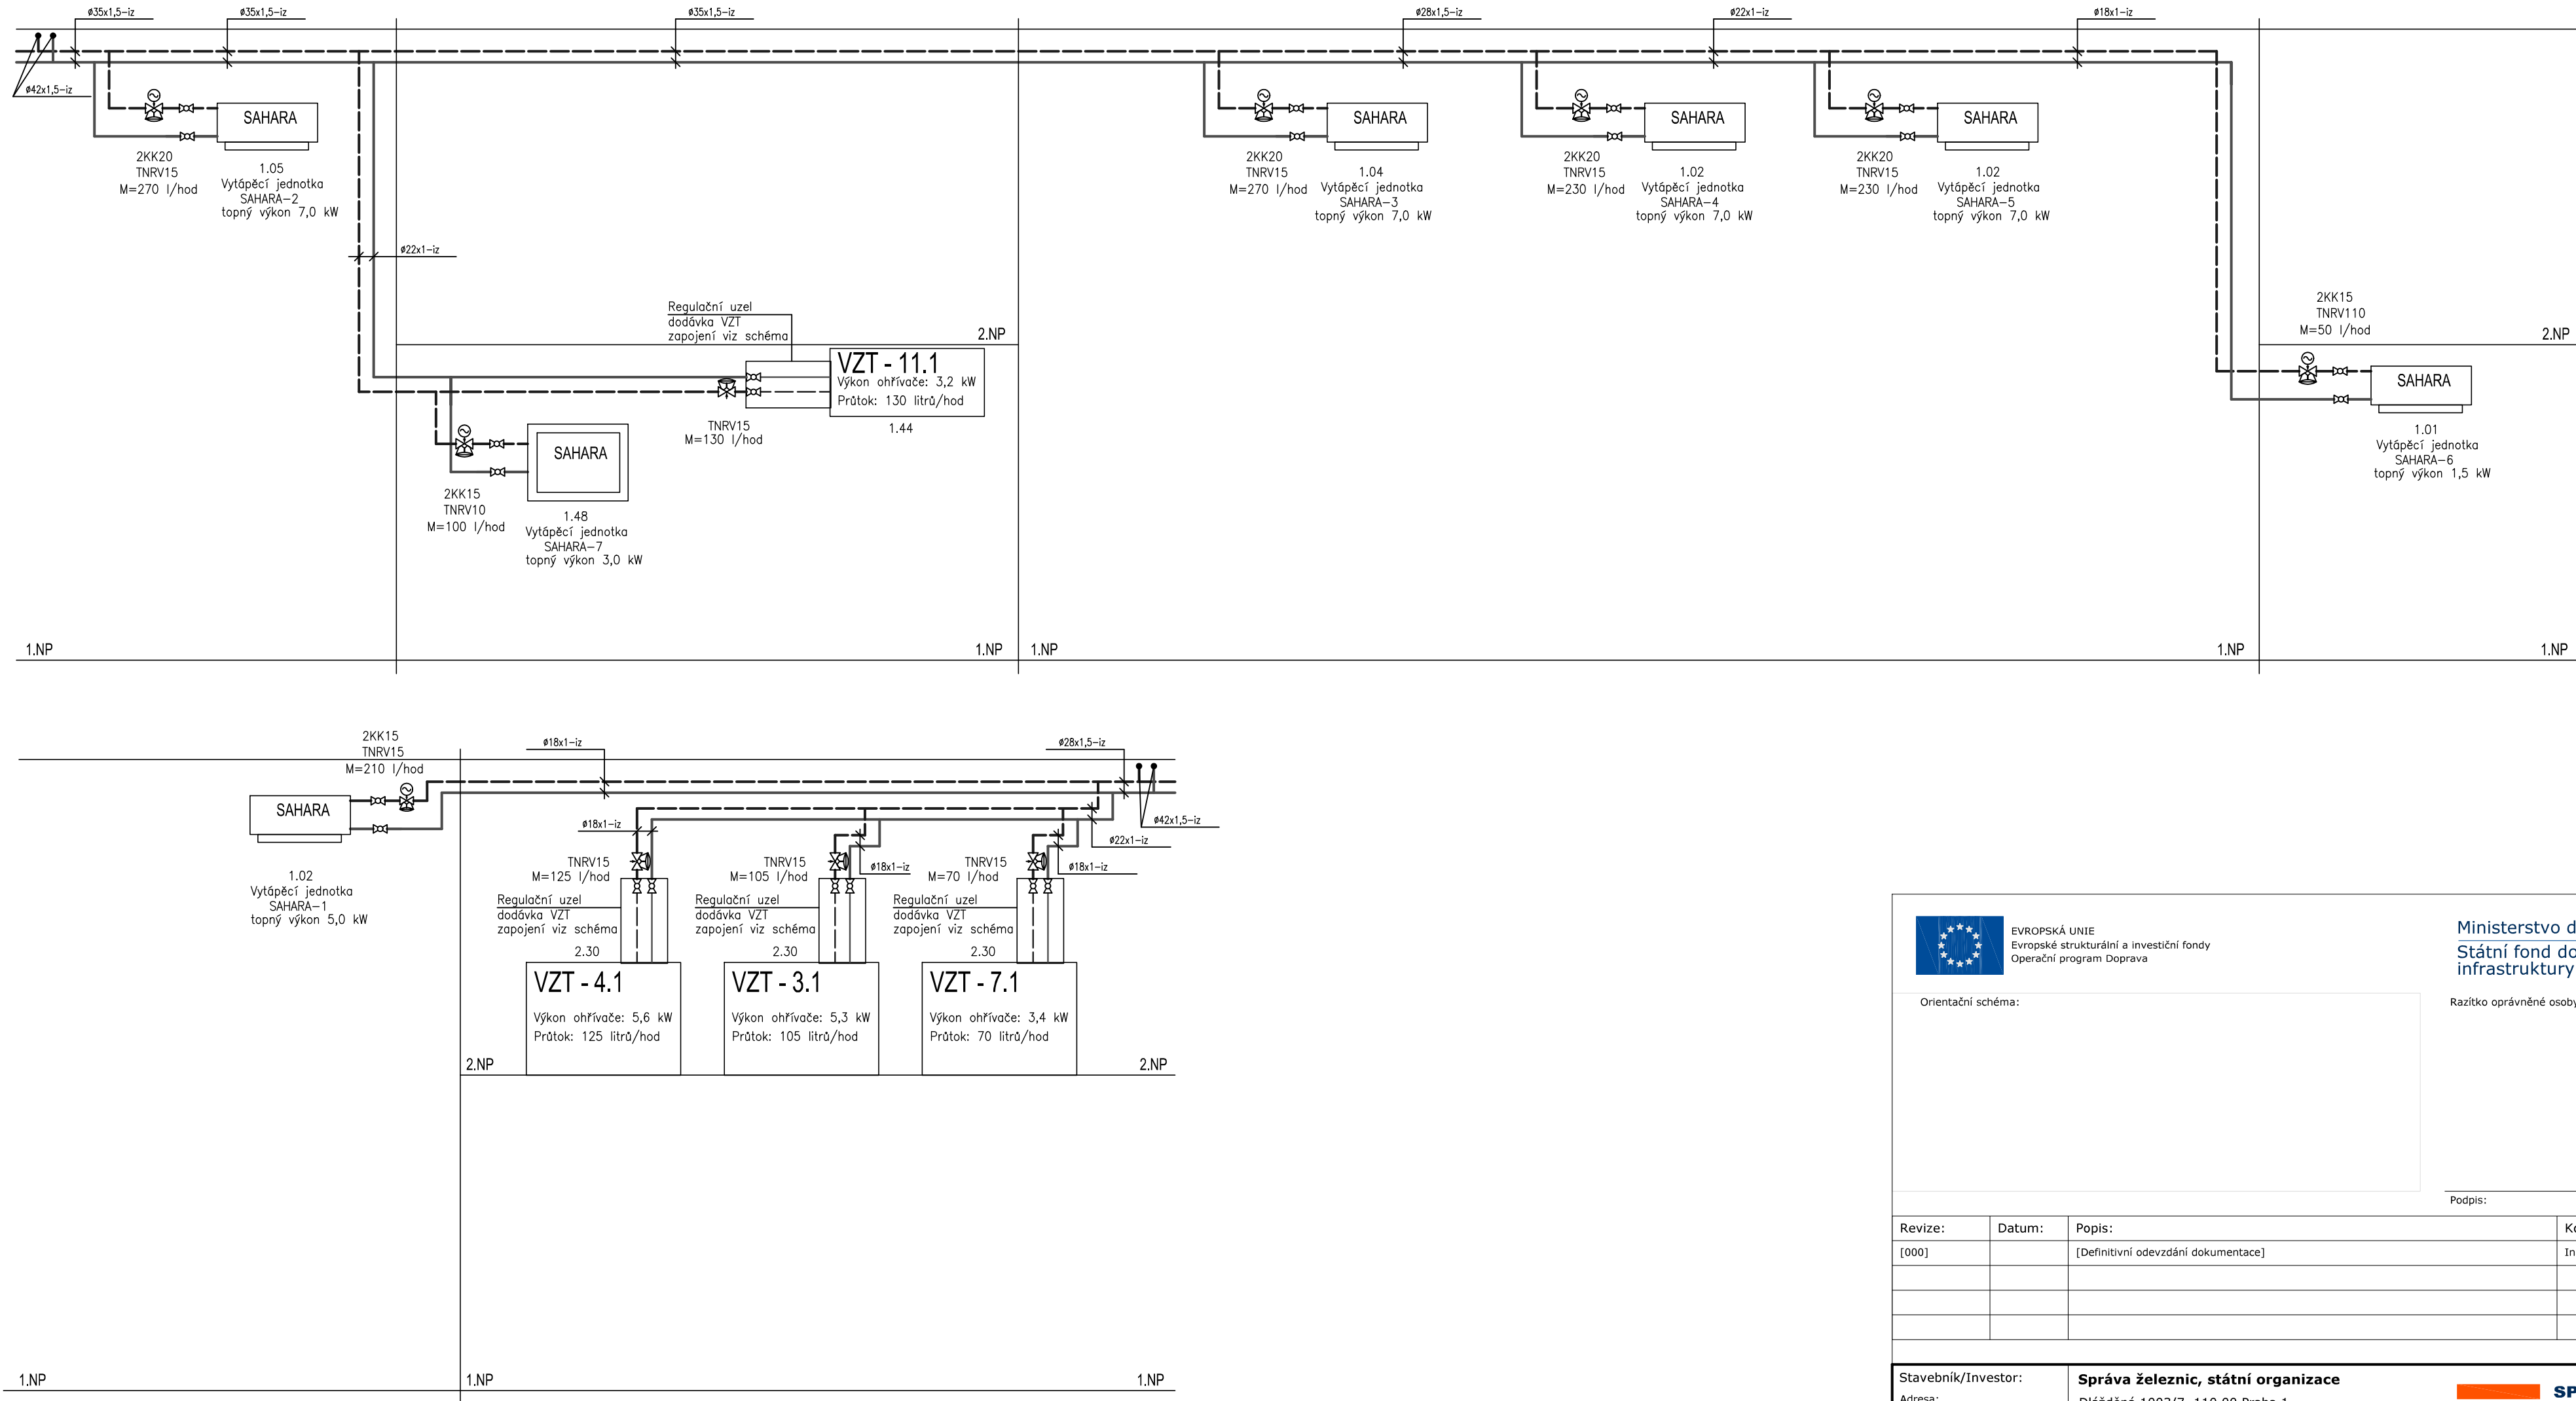 ø35x1,5-iz
ø35x1,5-iz
ø35x1,5-iz
ø28x1,5-iz
ø22x1-iz
ø18x1-iz
ø42x1,5-iz
SAHARA
2KK20
TNRV15
M=270 l/hod
1.05
Vytápěcí jednotka
SAHARA-2
topný výkon 7,0 kW
SAHARA
2KK20
TNRV15
M=270 l/hod
1.04
Vytápěcí jednotka
SAHARA-3
topný výkon 7,0 kW
SAHARA
2KK20
TNRV15
M=230 l/hod
1.02
Vytápěcí jednotka
SAHARA-4
topný výkon 7,0 kW
SAHARA
2KK20
TNRV15
M=230 l/hod
1.02
Vytápěcí jednotka
SAHARA-5
topný výkon 7,0 kW
ø22x1-iz
Regulační uzel
dodávka VZT
zapojení viz schéma
2.NP
VZT - 11.1
Výkon ohřívače: 3,2 kW
Průtok: 130 litrů/hod
1.44
TNRV15
M=130 l/hod
SAHARA
2KK15
TNRV10
M=100 l/hod
1.48
Vytápěcí jednotka
SAHARA-7
topný výkon 3,0 kW
2KK15
TNRV110
M=50 l/hod
2.NP
SAHARA
1.01
Vytápěcí jednotka
SAHARA-6
topný výkon 1,5 kW
1.NP
1.NP
1.NP
1.NP
1.NP
2KK15
TNRV15
M=210 l/hod
ø18x1-iz
ø28x1,5-iz
SAHARA
1.02
Vytápěcí jednotka
SAHARA-1
topný výkon 5,0 kW
ø18x1-iz
ø42x1,5-iz
ø22x1-iz
ø18x1-iz
ø18x1-iz
TNRV15
M=125 l/hod
Regulační uzel
dodávka VZT
zapojení viz schéma
2.30
VZT - 4.1
Výkon ohřívače: 5,6 kW
Průtok: 125 litrů/hod
TNRV15
M=105 l/hod
Regulační uzel
dodávka VZT
zapojení viz schéma
2.30
VZT - 3.1
Výkon ohřívače: 5,3 kW
Průtok: 105 litrů/hod
TNRV15
M=70 l/hod
Regulační uzel
dodávka VZT
zapojení viz schéma
2.30
VZT - 7.1
Výkon ohřívače: 3,4 kW
Průtok: 70 litrů/hod
2.NP
2.NP
1.NP
1.NP
1.NP
EVROPSKÁ UNIE
Evropské strukturální a investiční fondy
Operační program Doprava
Ministerstvo d
Státní fond do
infrastruktury
Orientační schéma:
Razítko oprávněné osoby
Podpis:
Revize:
Datum:
Popis:
[000]
[Definitivní odevzdání dokumentace]
Stavebník/Investor:
Správa železnic, státní organizace
Adresa: